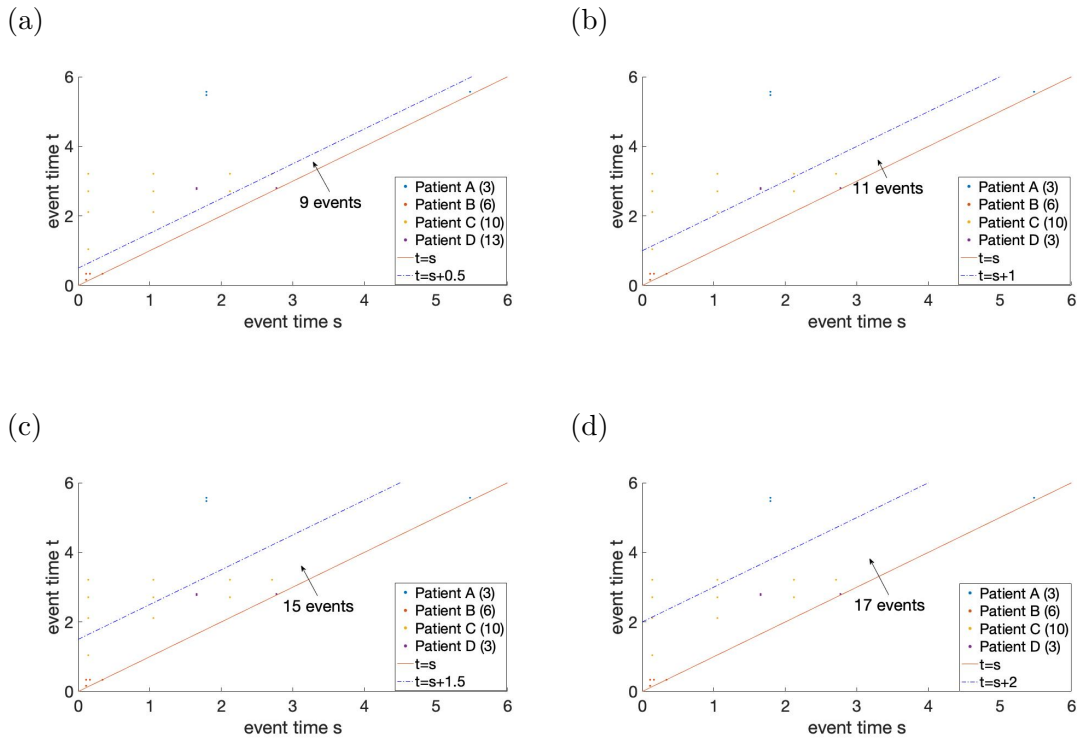 (a)
6
4
2
0
event time t
9 events
Patient A (3)
Patient B (6)
Patient C (10)
Patient D (13)
t=s
t=s+0.5
0 1 2 3 4 5 6
event time s
(b)
6
4
2
0
event time t
11 events
Patient A (3)
Patient B (6)
Patient C (10)
Patient D (3)
t=s
t=s+1
0 1 2 3 4 5 6
event time s
(c)
6
4
2
0
event time t
15 events
Patient A (3)
Patient B (6)
Patient C (10)
Patient D (3)
t=s
t=s+1.5
0 1 2 3 4 5 6
event time s
(d)
6
4
2
0
event time t
17 events
Patient A (3)
Patient B (6)
Patient C (10)
Patient D (3)
t=s
t=s+2
0 1 2 3 4 5 6
event time s